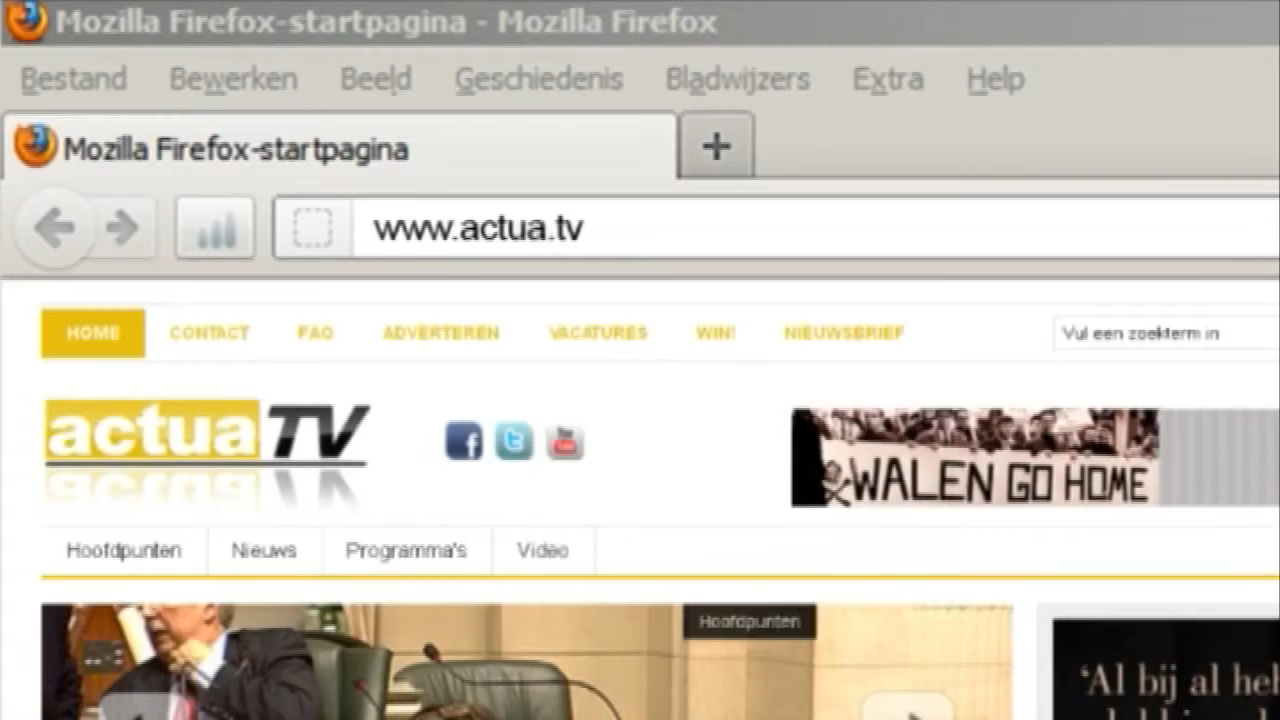 Mozilla Firefox-startpagina - Mozilla Firefox
Bestand Bewerken Beeld Geschiedenis Bladwijzers Extra Help
Mozilla Firefox-startpagina +
www.actua.tv
HOME CONTACT FAQ ADVERTEREN VACATURES WIN! NIEUWSBRIEF Vul een zoekterm in
actuaTV
WALEN GO HOME
Hoofdpunten Nieuws Programma's Video
Hoofdpunten
'Al bij al